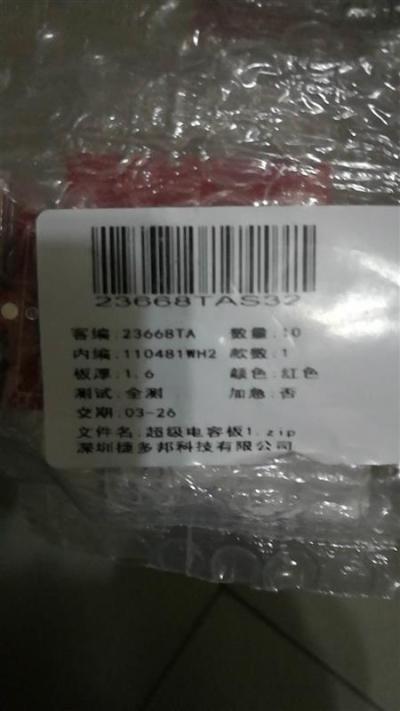 23668TAS32
客编:23668TA 数量:10
内编:110481WH2 款数:1
板厚:1.6 颜色:红色
测试:全测 加急:否
交期:03-26
文件名:超级电容板1.zip
深圳捷多邦科技有限公司